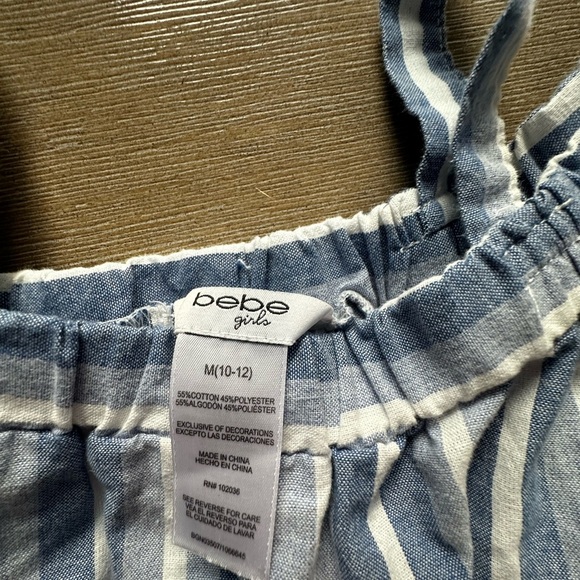 bebe
girls
M(10-12)
55%COTTON 45%POLYESTER
55%ALGODÓN 45%POLIÉSTER
EXCLUSIVE OF DECORATIONS
EXCEPTO LAS DECORACIONES
MADE IN CHINA
HECHO EN CHINA
RN# 102036
SEE REVERSE FOR CARE
VEA EL REVERSO PARA
EL CUIDADO DE LAVAR